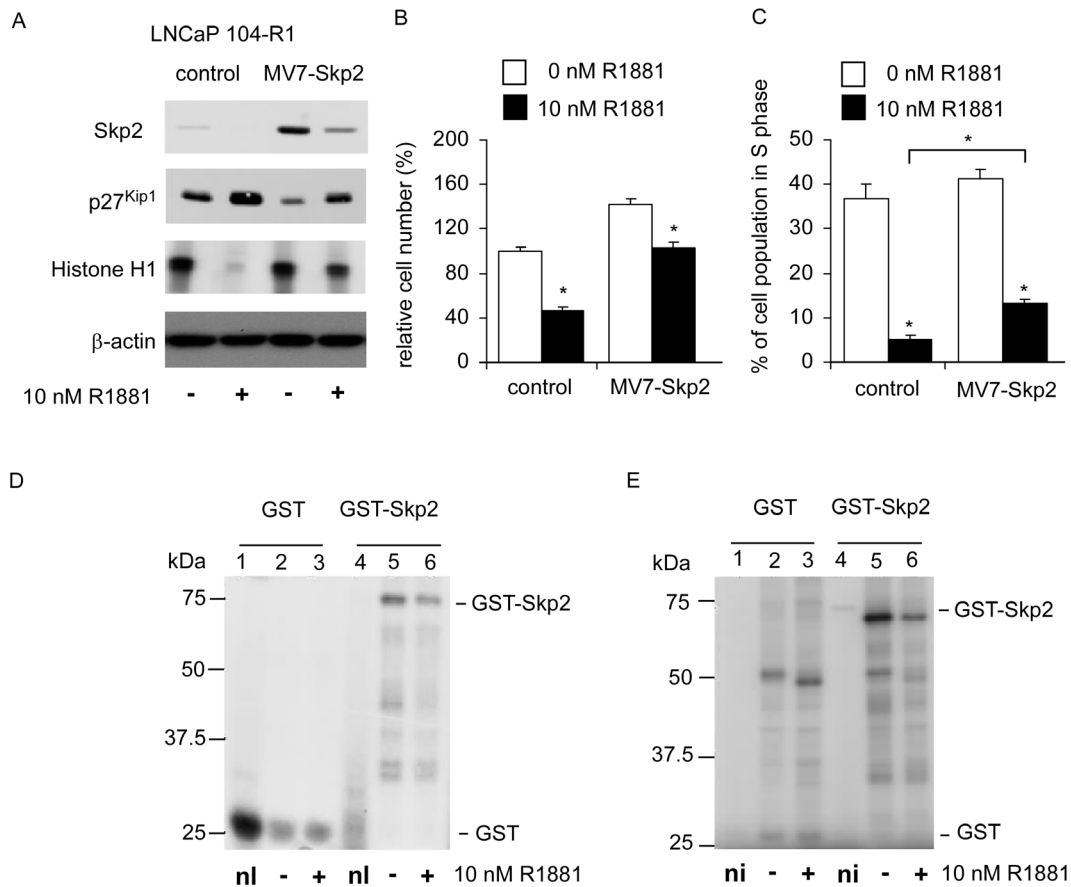 A
LNCaP 104-R1
control MV7-Skp2
Skp2
p27Kip1
Histone H1
β-actin
10 nM R1881 - + - +
B
0 nM R1881
10 nM R1881
relative cell number (%)
200
160
120
80
40
0
*
*
control MV7-Skp2
C
0 nM R1881
10 nM R1881
% of cell population in S phase
50
40
30
20
10
0
*
*
*
control MV7-Skp2
D
GST GST-Skp2
kDa 1 2 3 4 5 6
75
GST-Skp2
50
37.5
25
GST
nl - + nl - + 10 nM R1881
E
GST GST-Skp2
kDa 1 2 3 4 5 6
75
GST-Skp2
50
37.5
25
GST
ni - + ni - + 10 nM R1881